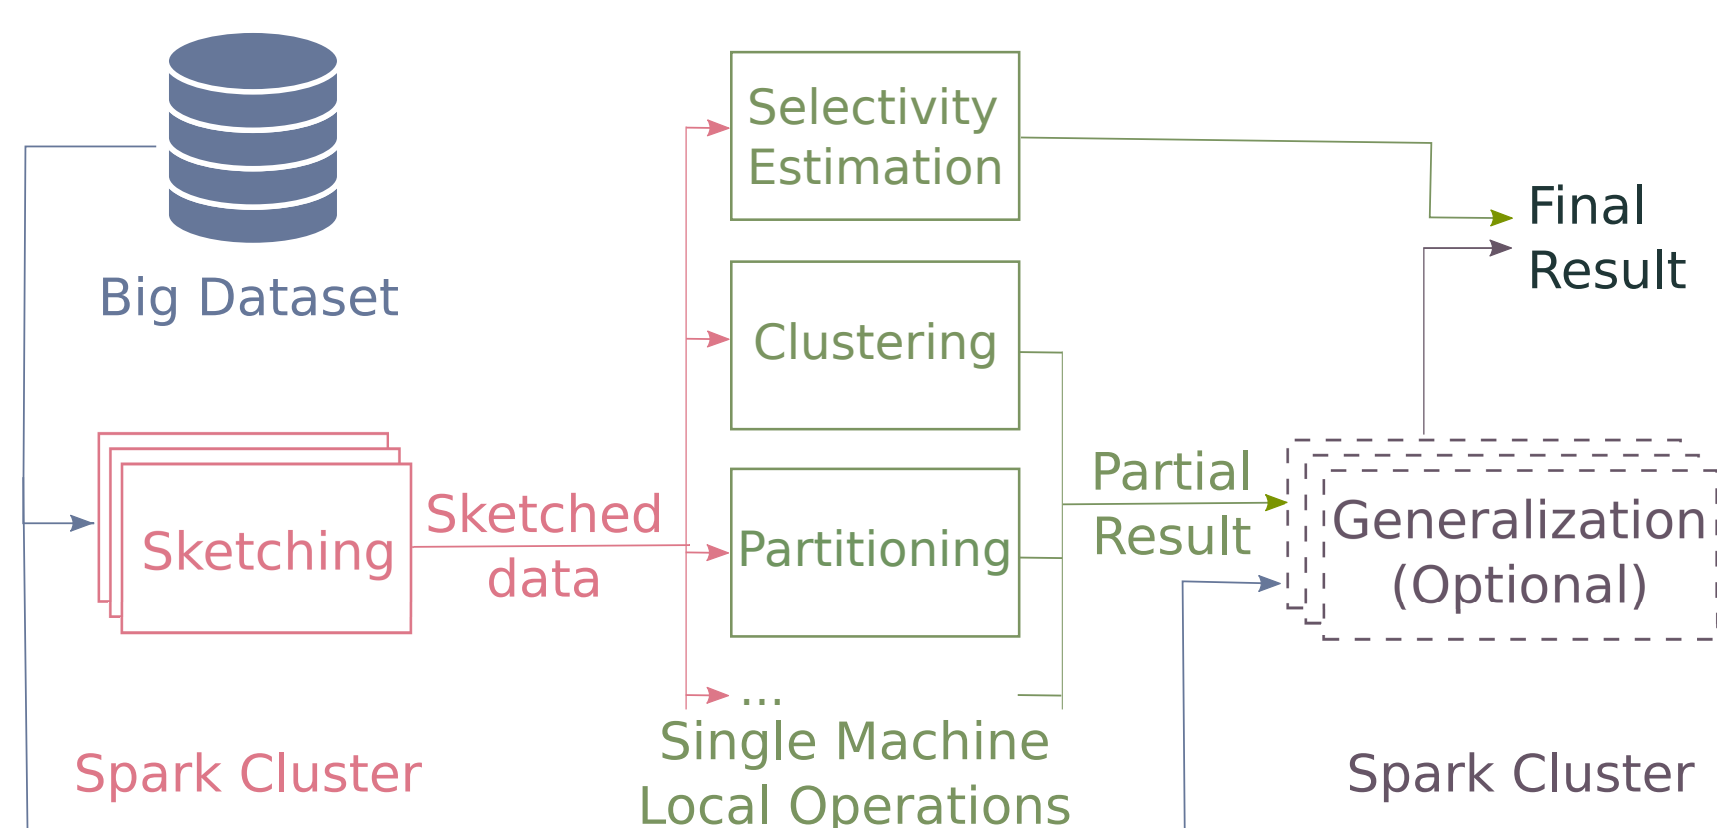 Big Dataset
Sketching
Spark Cluster
Sketched
data
Selectivity
Estimation
Clustering
Partitioning
...
Single Machine
Local Operations
Partial
Result
Final
Result
Generalization
(Optional)
Spark Cluster